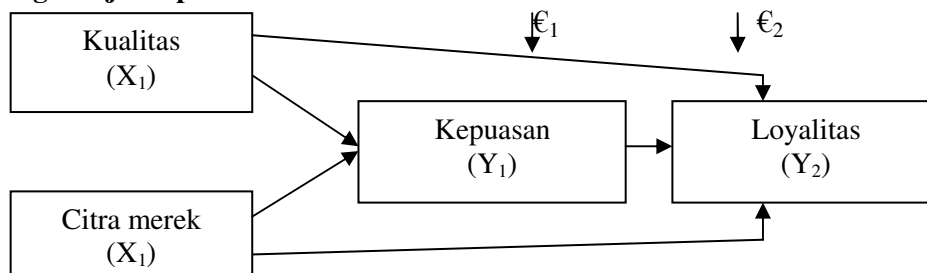 €₁ €₂
Kualitas
(X₁)
Kepuasan
(Y₁)
Loyalitas
(Y₂)
Citra merek
(X₁)